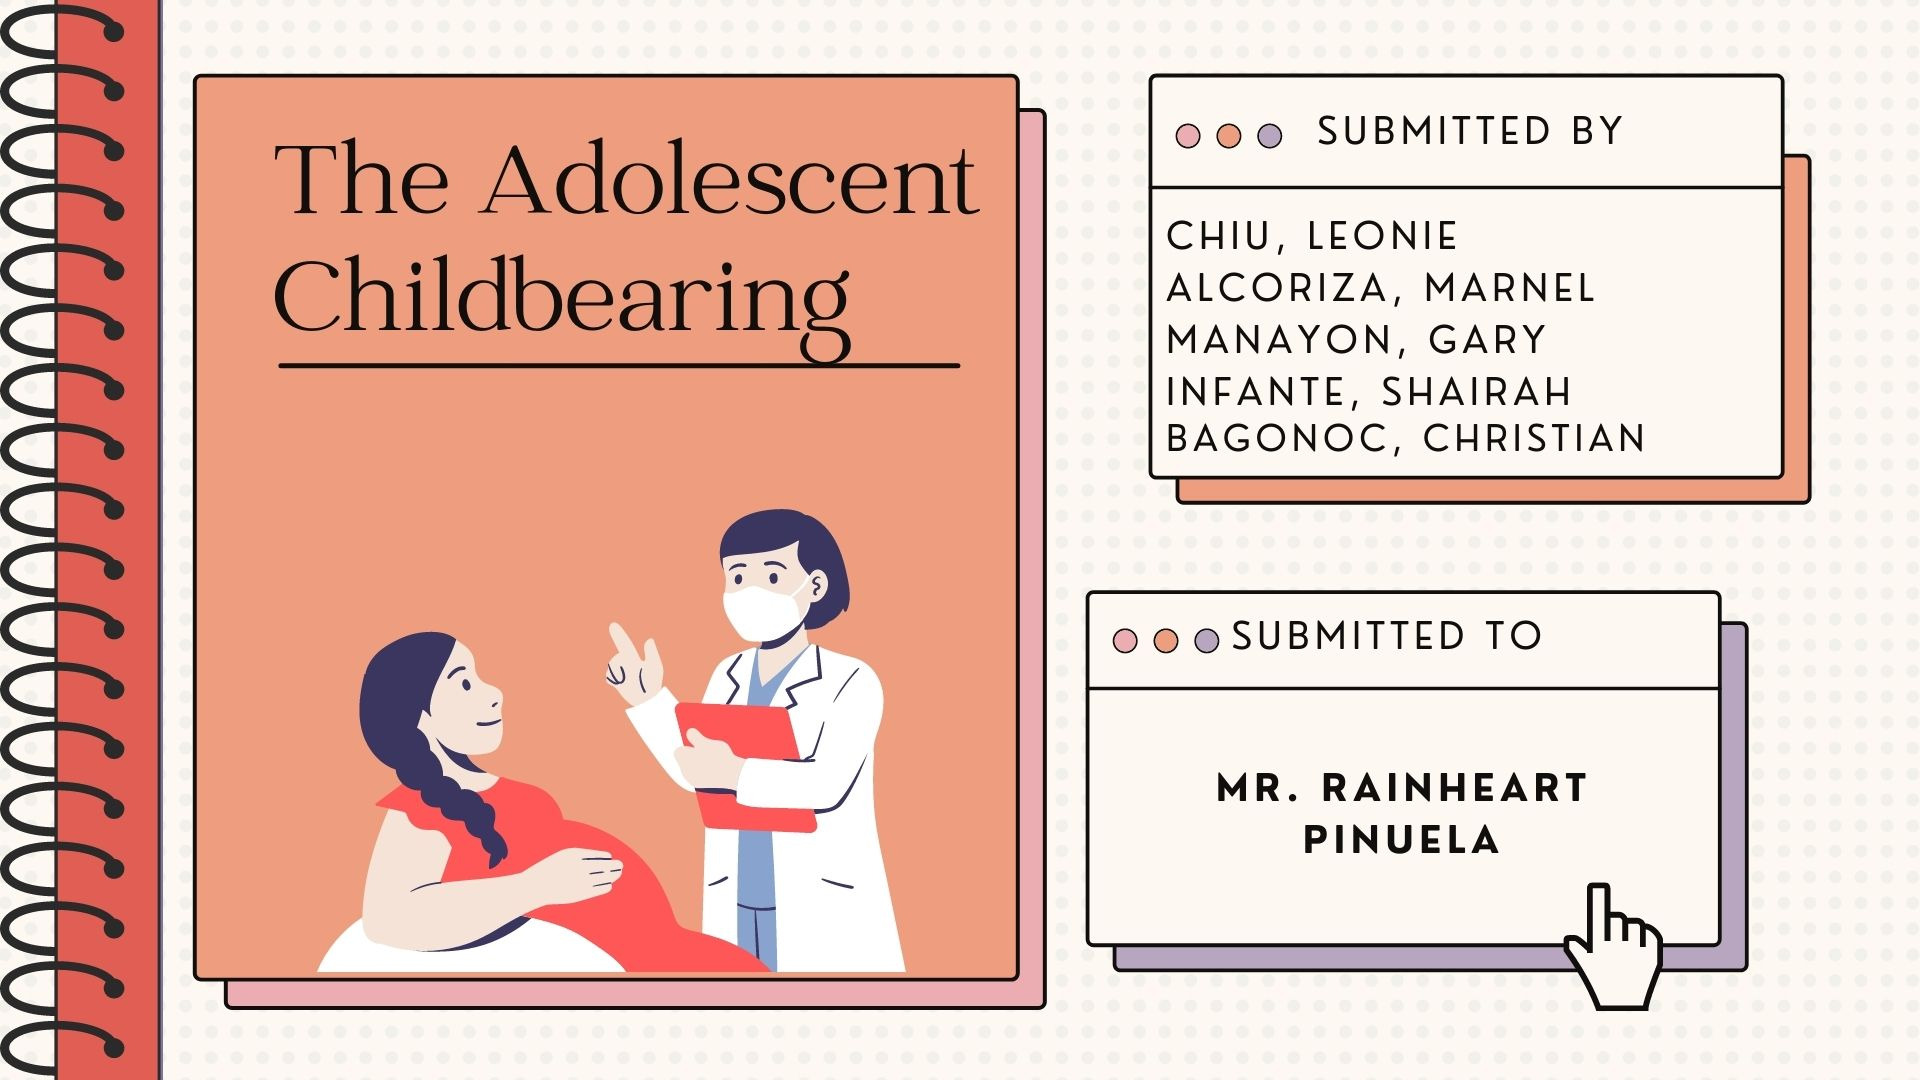 The Adolescent
Childbearing
SUBMITTED BY
CHIU, LEONIE
ALCORIZA, MARNEL
MANAYON, GARY
INFANTE, SHAIRAH
BAGONOC, CHRISTIAN
SUBMITTED TO
MR. RAINHEART
PINUELA